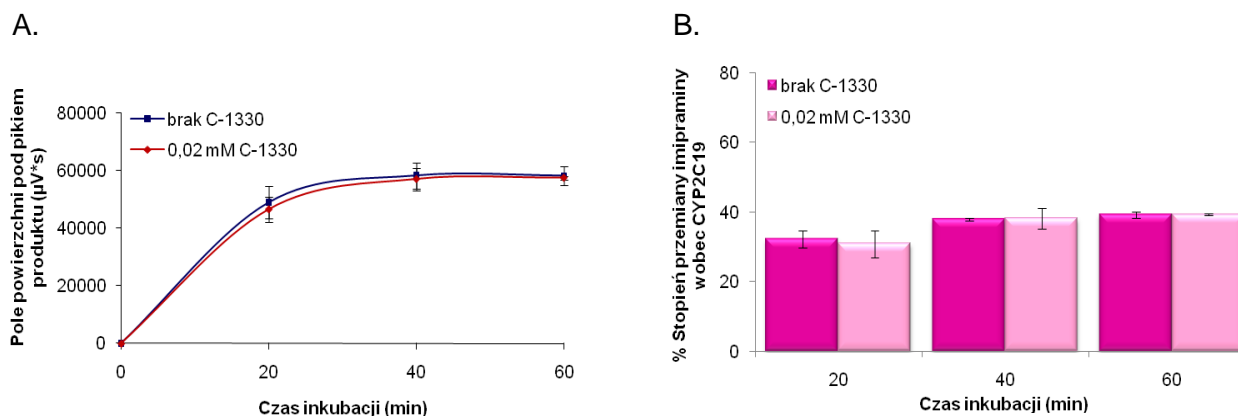 A.
Pole powierzchni pod pikiem
produktu (µV*s)
80000
60000
40000
20000
0
brak C-1330
0,02 mM C-1330
0
20
40
60
Czas inkubacji (min)
B.
% Stopień przemiany imipraminy
wobec CYP2C19
80
60
40
20
0
brak C-1330
0,02 mM C-1330
20
40
60
Czas inkubacji (min)